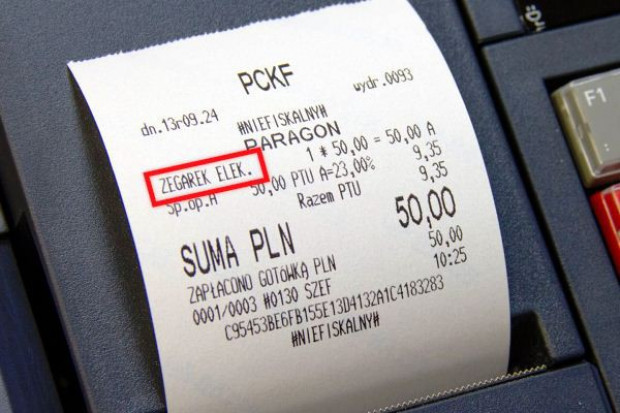 PCKF
dn.13r09.24 wydr.0093
#NIEFISKALNY#
PARAGON
ZEGAREK ELEK. 1 * 50,00 = 50,00 A
Sp.op.A 50,00 PTU A=23,00% 9,35
Razem PTU 9,35
SUMA PLN 50,00
ZAPŁACONO GOTÓWKĄ PLN 50,00
0001/0003 #0130 SZEF 10:25
C95453BE6FB155E13D4132A1C4183283
#NIEFISKALNY#
F1